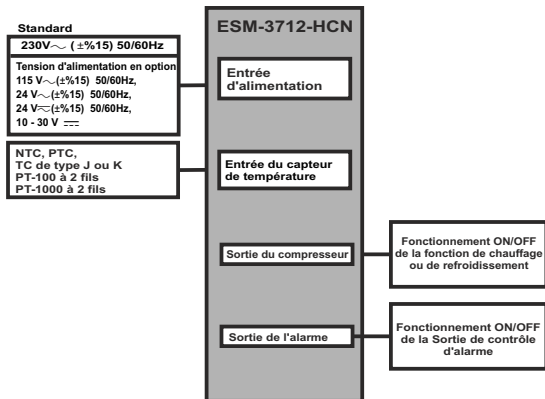 Standard
230V～ ( ±%15) 50/60Hz
Tension d'alimentation en option
115 V～(±%15) 50/60Hz,
24 V～(±%15) 50/60Hz,
24 V⏦(±%15) 50/60Hz,
10 - 30 V ⎓
NTC, PTC,
TC de type J ou K
PT-100 à 2 fils
PT-1000 à 2 fils
ESM-3712-HCN
Entrée
d'alimentation
Entrée du capteur
de température
Sortie du compresseur
Sortie de l'alarme
Fonctionnement ON/OFF
de la fonction de chauffage
ou de refroidissement
Fonctionnement ON/OFF
de la Sortie de contrôle
d'alarme